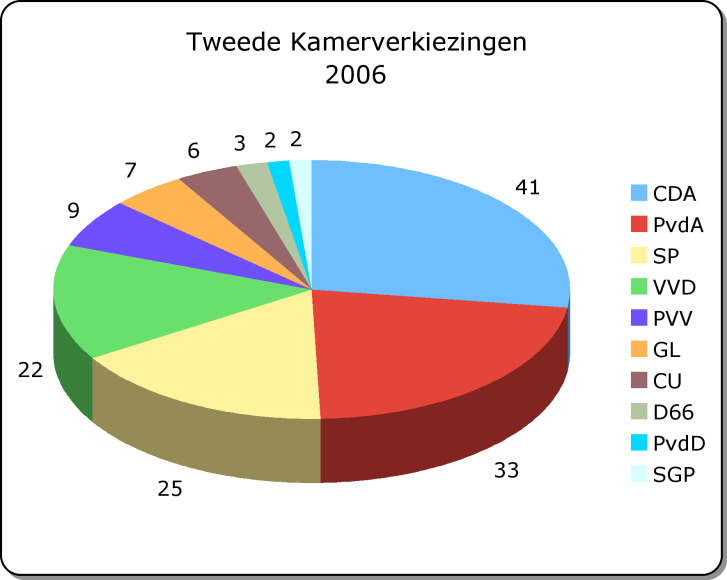 Tweede Kamerverkiezingen
2006
41
33
25
22
9
7
6
3
2
2
CDA
PvdA
SP
VVD
PVV
GL
CU
D66
PvdD
SGP